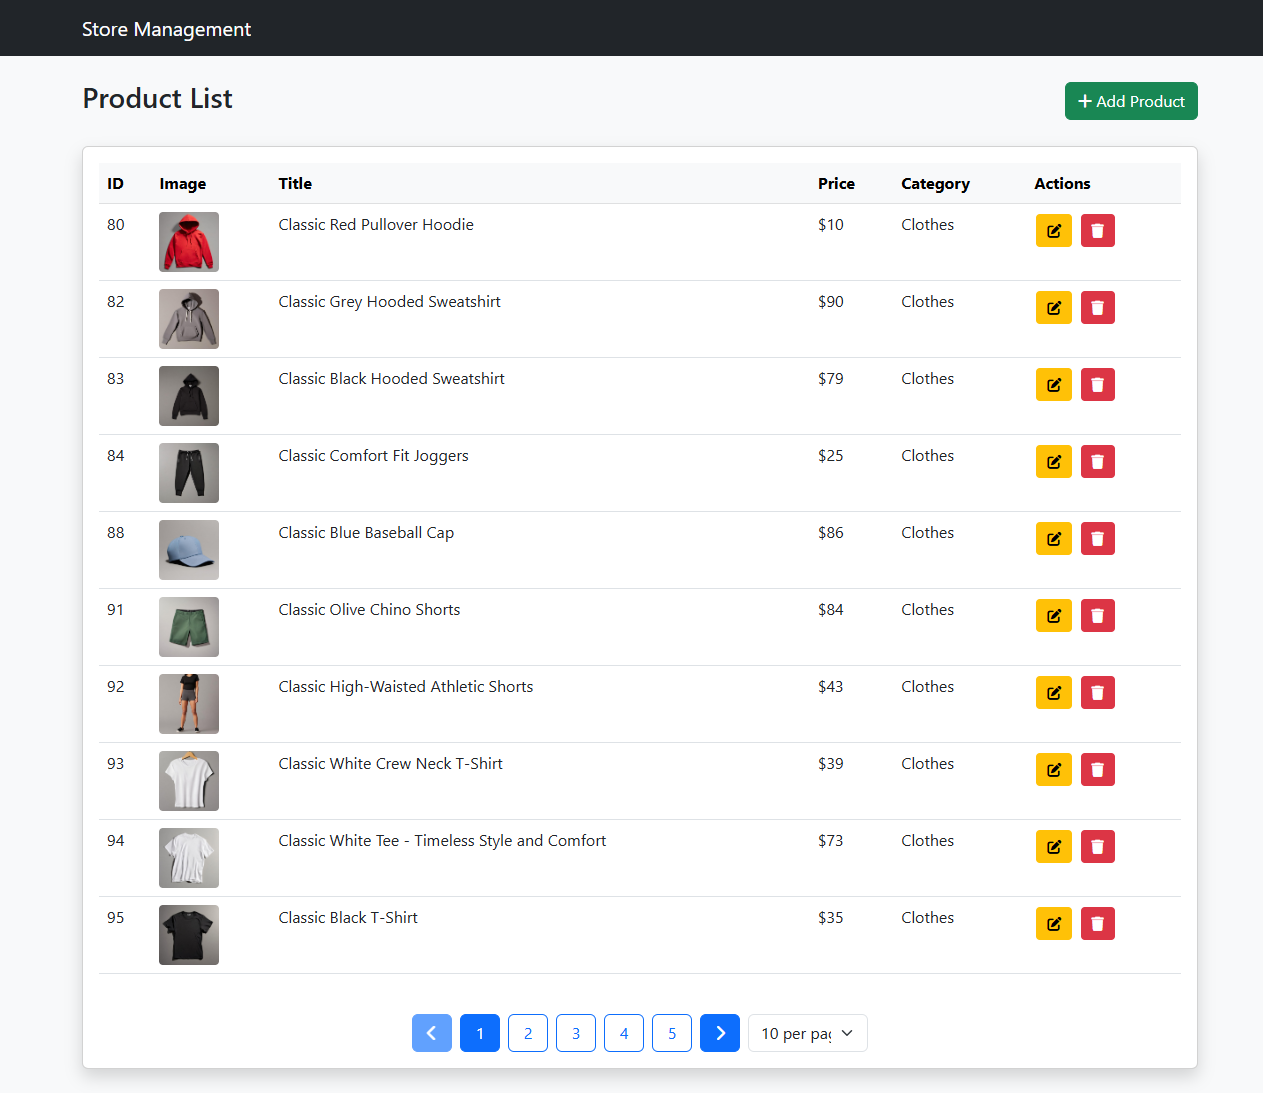 Store Management
Product List
Add Product
ID Image Title Price Category Actions
80 Classic Red Pullover Hoodie $10 Clothes
82 Classic Grey Hooded Sweatshirt $90 Clothes
83 Classic Black Hooded Sweatshirt $79 Clothes
84 Classic Comfort Fit Joggers $25 Clothes
88 Classic Blue Baseball Cap $86 Clothes
91 Classic Olive Chino Shorts $84 Clothes
92 Classic High-Waisted Athletic Shorts $43 Clothes
93 Classic White Crew Neck T-Shirt $39 Clothes
94 Classic White Tee - Timeless Style and Comfort $73 Clothes
95 Classic Black T-Shirt $35 Clothes
1 2 3 4 5 10 per